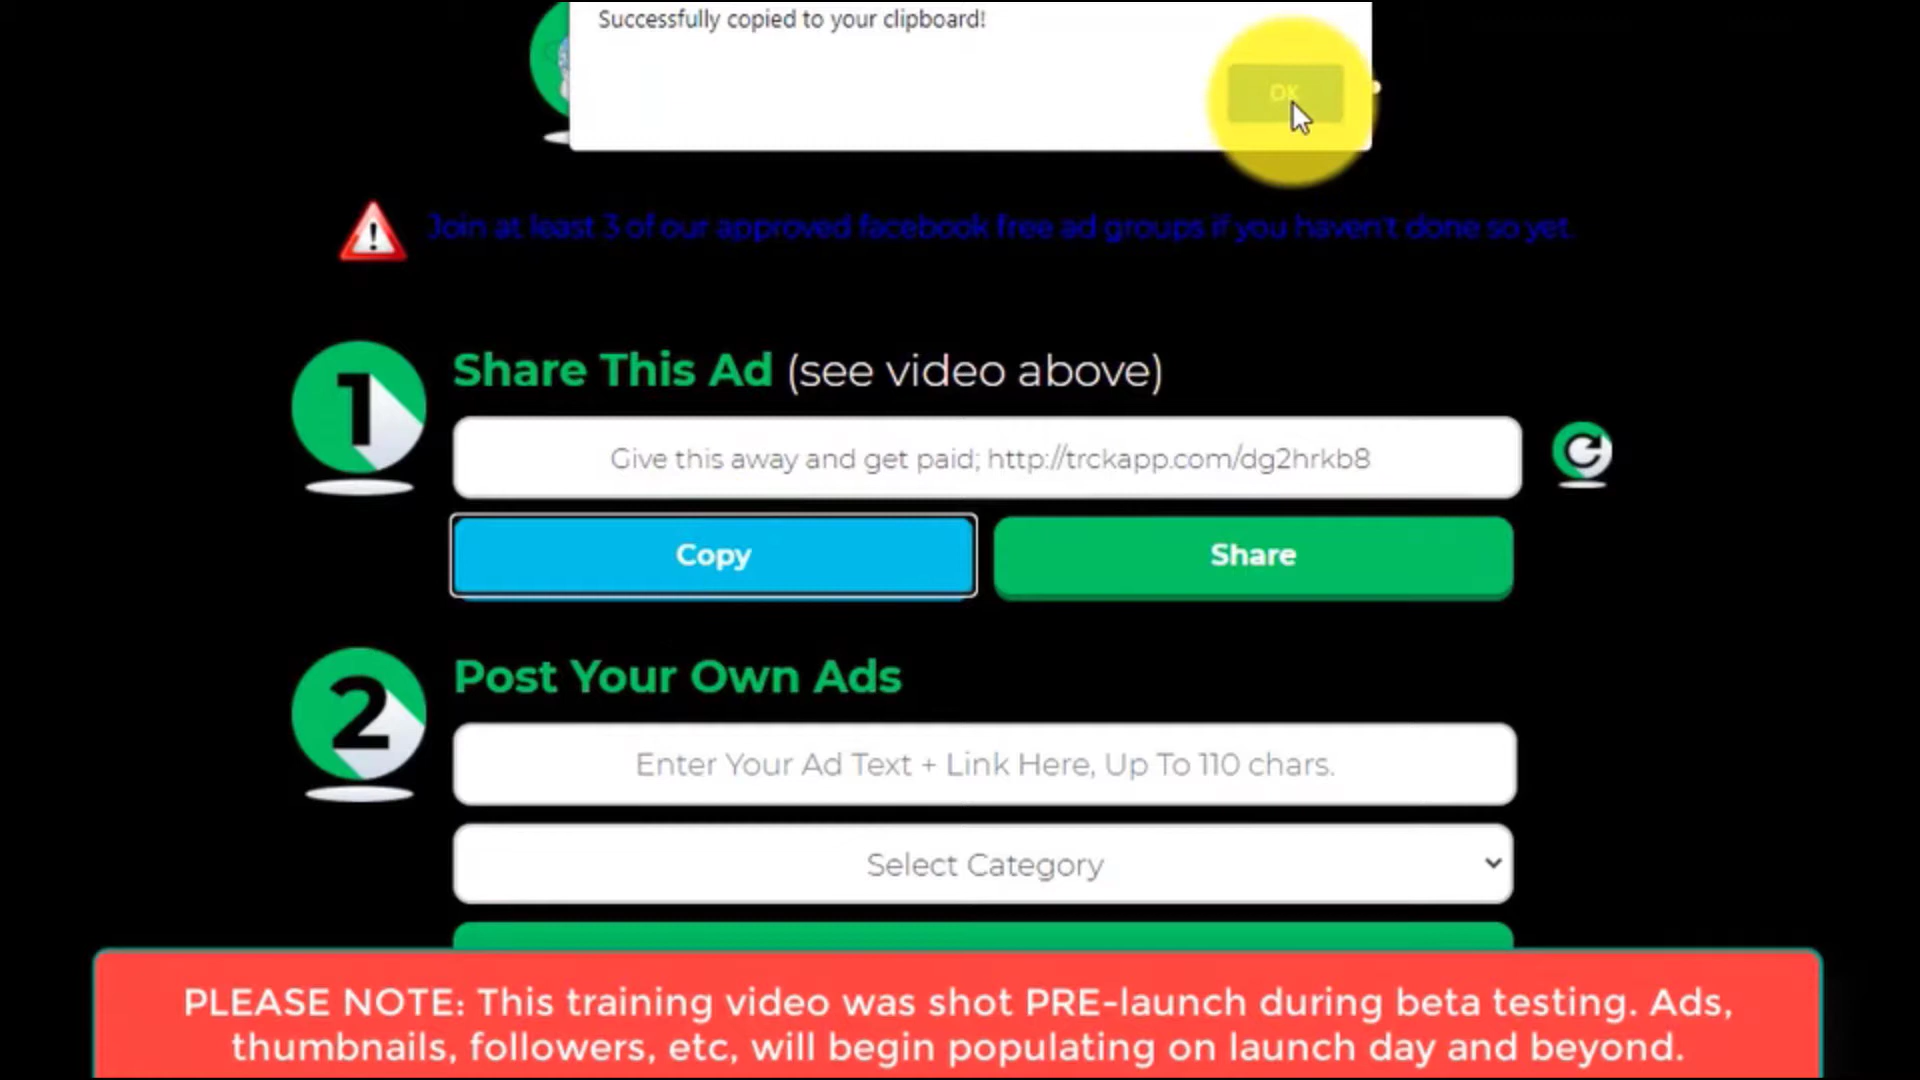 Successfully copied to your clipboard!
OK
Join at least 3 of our approved facebook free ad groups if you haven't done so yet.
1
Share This Ad (see video above)
Give this away and get paid; http://trckapp.com/dg2hrkb8
Copy
Share
2
Post Your Own Ads
Enter Your Ad Text + Link Here, Up To 110 chars.
Select Category
PLEASE NOTE: This training video was shot PRE-launch during beta testing. Ads,
thumbnails, followers, etc, will begin populating on launch day and beyond.